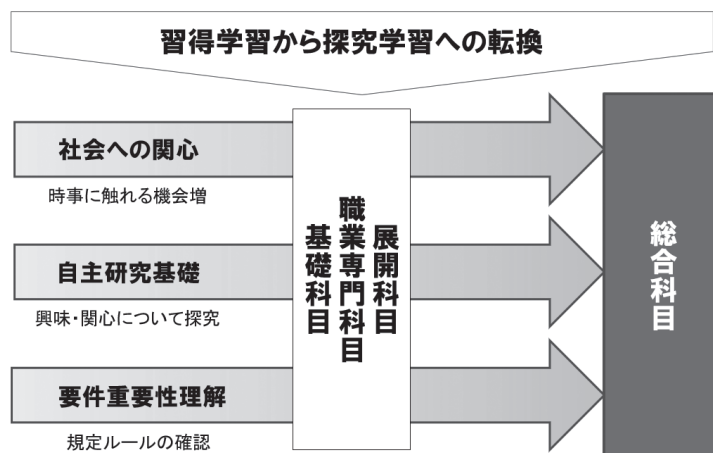 習得学習から探究学習への転換
社会への関心
時事に触れる機会増
自主研究基礎
興味・関心について探究
要件重要性理解
規定ルールの確認
展開科目
職業専門科目
基礎科目
総合科目